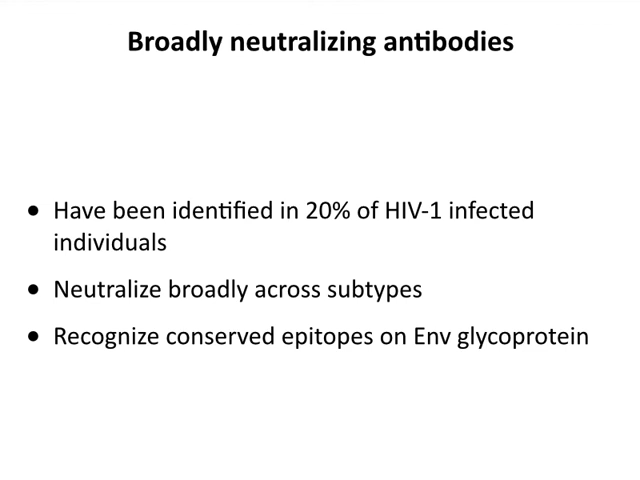 Broadly neutralizing antibodies
● Have been identified in 20% of HIV-1 infected
individuals
● Neutralize broadly across subtypes
● Recognize conserved epitopes on Env glycoprotein